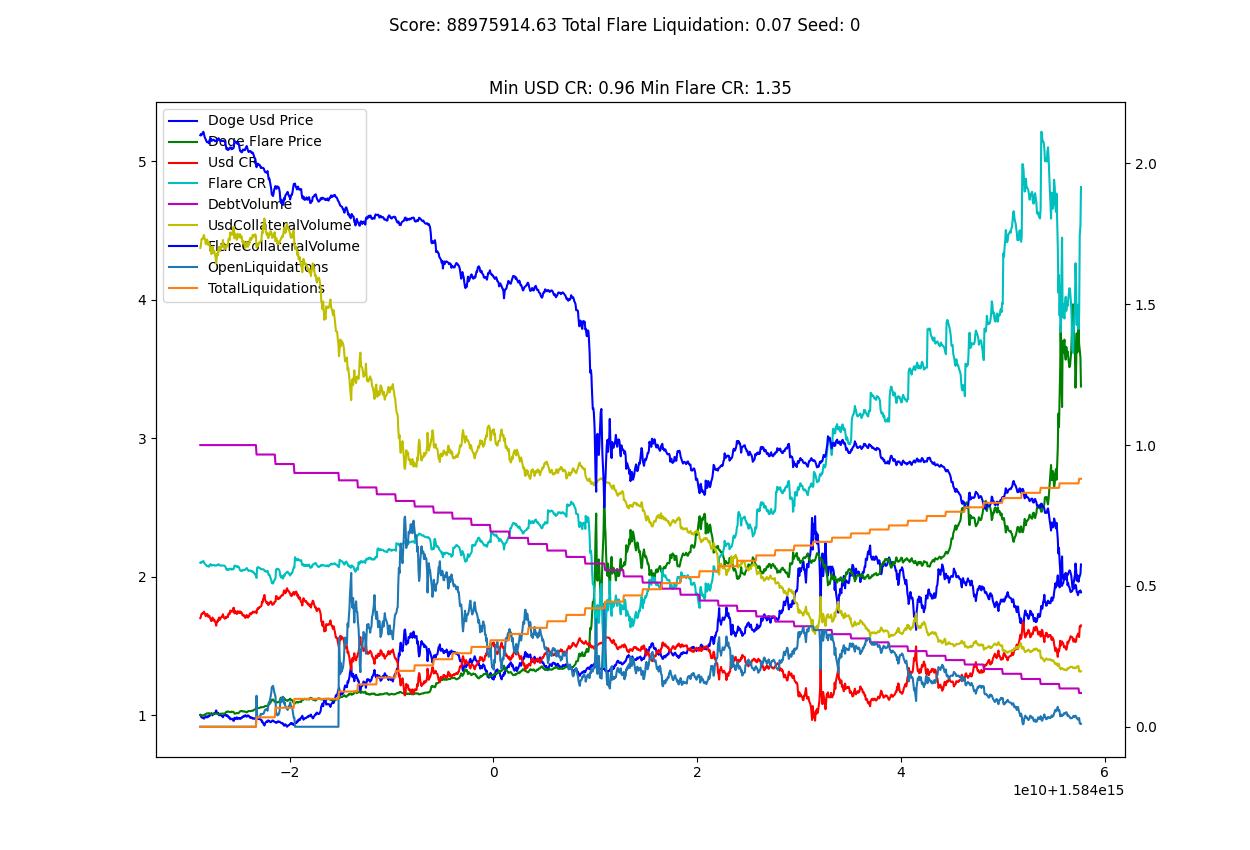 Score: 88975914.63 Total Flare Liquidation: 0.07 Seed: 0
Min USD CR: 0.96 Min Flare CR: 1.35
Doge Usd Price
Doge Flare Price
Usd CR
Flare CR
DebtVolume
UsdCollateralVolume
FlareCollateralVolume
OpenLiquidations
TotalLiquidations
5
4
3
2
1
2.0
1.5
1.0
0.5
0.0
−2
0
2
4
6
1e10+1.584e15